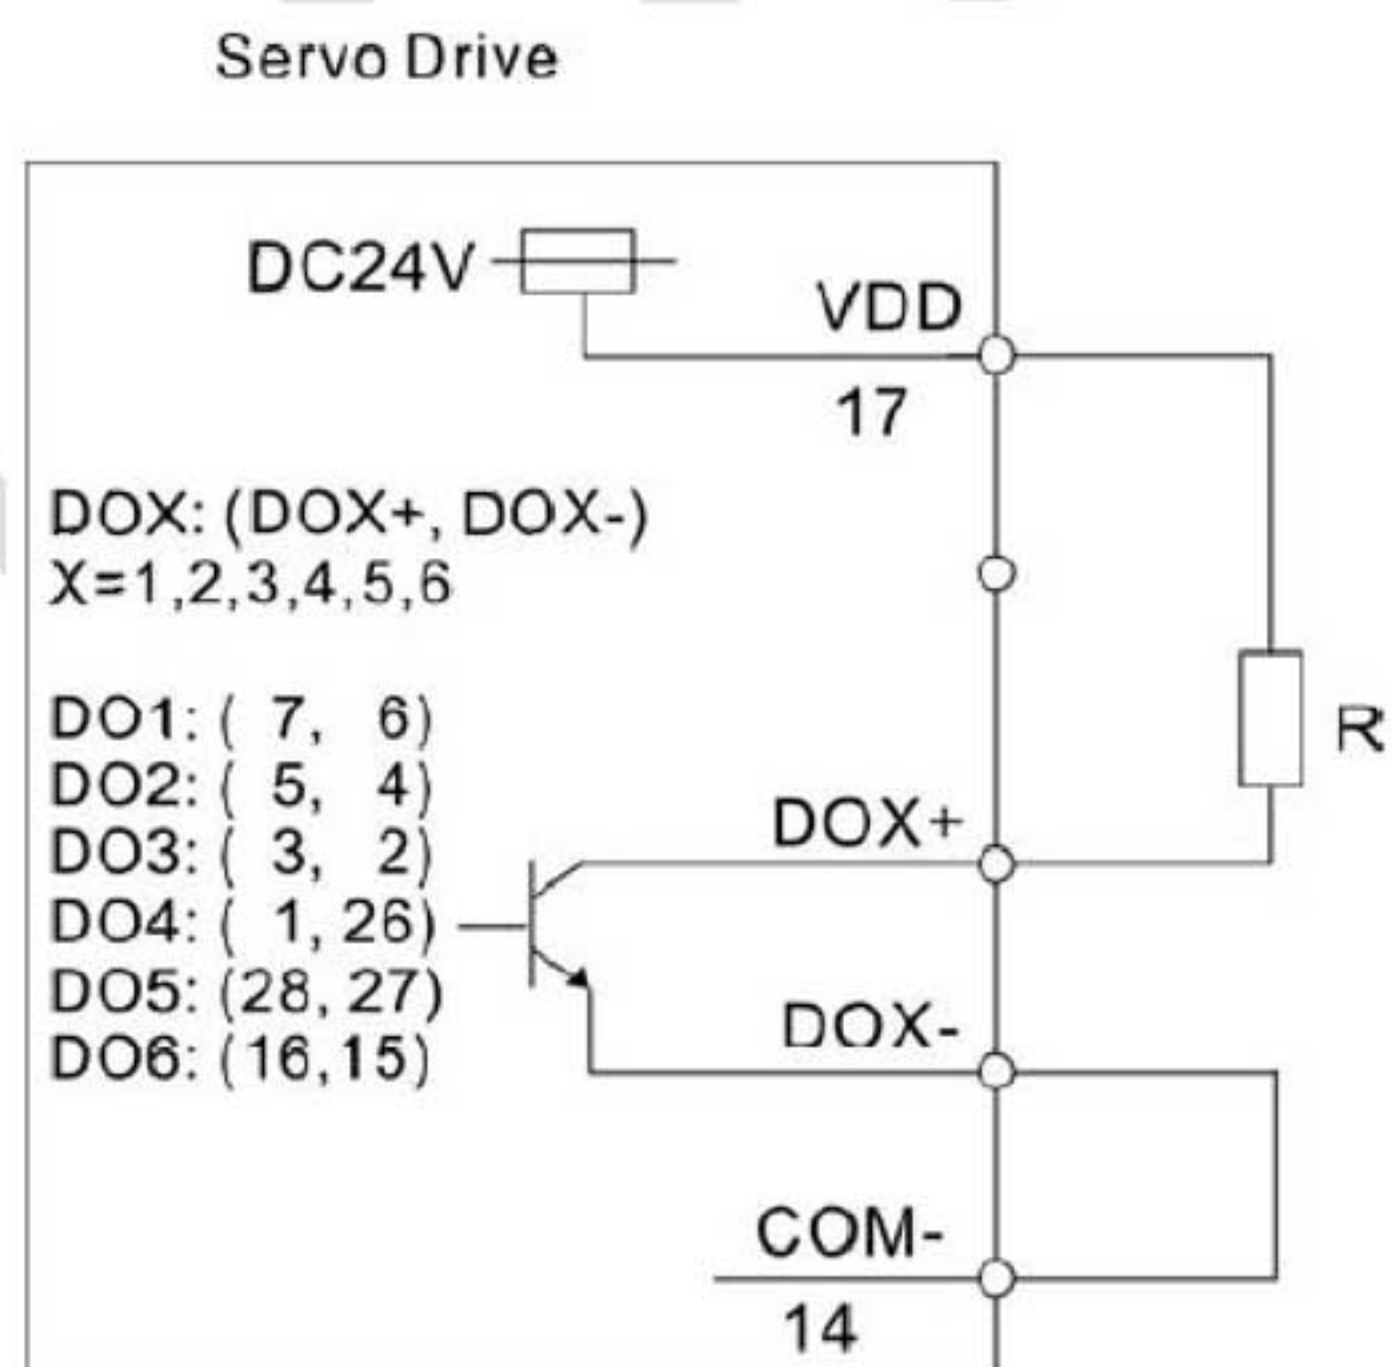 Servo Drive
DC24V
VDD
17
DOX: (DOX+, DOX-)
X=1,2,3,4,5,6
DO1: ( 7, 6)
DO2: ( 5, 4)
DO3: ( 3, 2)
DO4: ( 1, 26)
DO5: (28, 27)
DO6: (16,15)
R
DOX+
DOX-
COM-
14